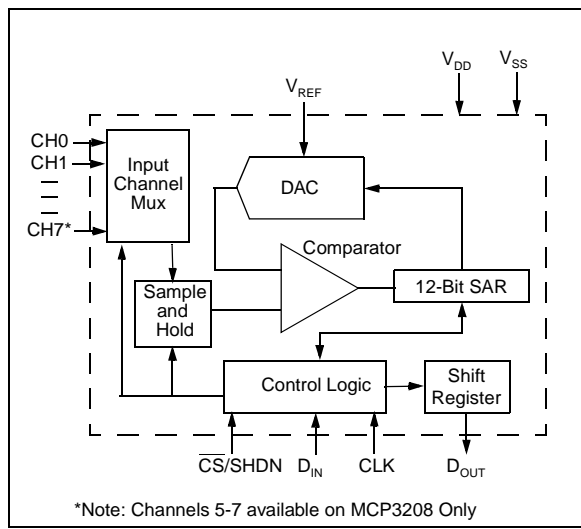 V_DD V_SS
V_REF
CH0
CH1
CH7*
Input
Channel
Mux
DAC
Comparator
Sample
and
Hold
12-Bit SAR
Control Logic
Shift
Register
C̅S̅/SHDN D_IN CLK D_OUT
*Note: Channels 5-7 available on MCP3208 Only